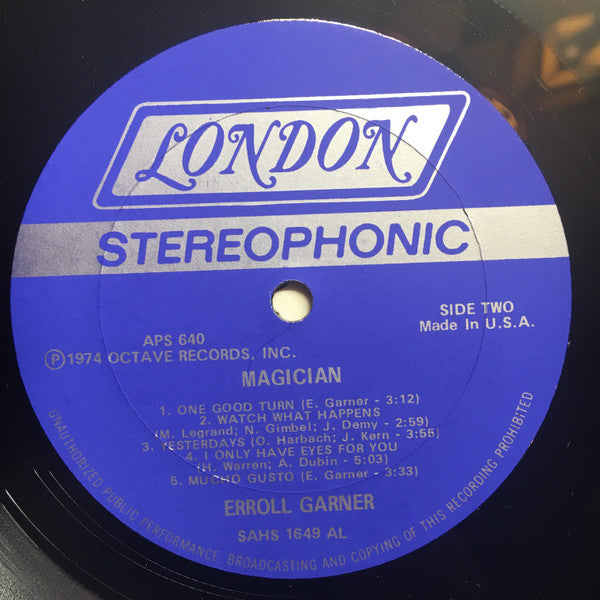 LONDON
STEREOPHONIC
SIDE TWO
Made In U.S.A.
APS 640
Ⓟ1974 OCTAVE RECORDS, INC.
MAGICIAN
1. ONE GOOD TURN (E. Garner - 3:12)
2. WATCH WHAT HAPPENS
(M. Legrand; N. Gimbel; J. Demy - 2:59)
3. YESTERDAYS (O. Harbach; J. Kern - 3:55)
4. I ONLY HAVE EYES FOR YOU
(H. Warren; A. Dubin - 5:03)
5. MUCHO GUSTO (E. Garner - 3:33)
ERROLL GARNER
SAHS 1649 AL
UNAUTHORIZED PUBLIC PERFORMANCE, BROADCASTING AND COPYING OF THIS RECORDING PROHIBITED